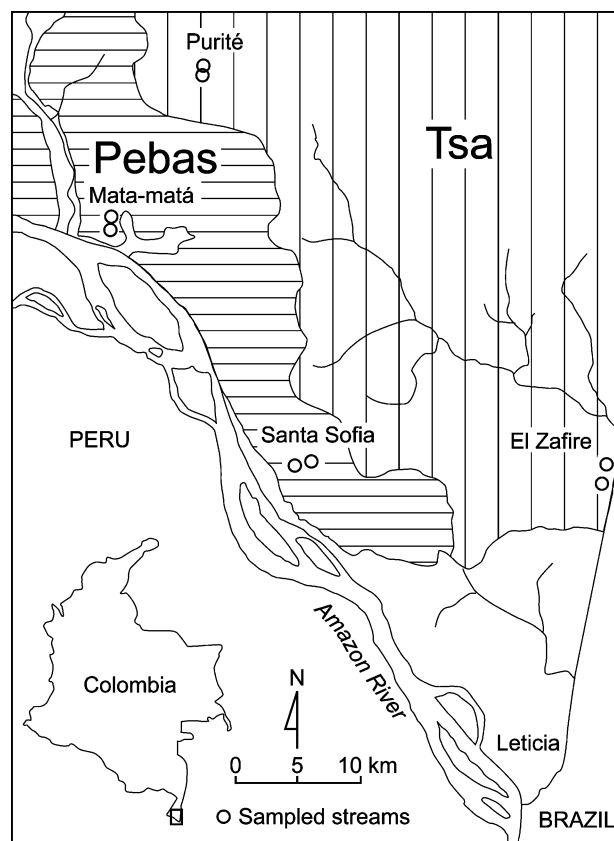 Purité
Tsa
Pebas
Mata-matá
Santa Sofia
El Zafire
PERU
Amazon River
Colombia
N
0 5 10 km
Leticia
Sampled streams
BRAZIL